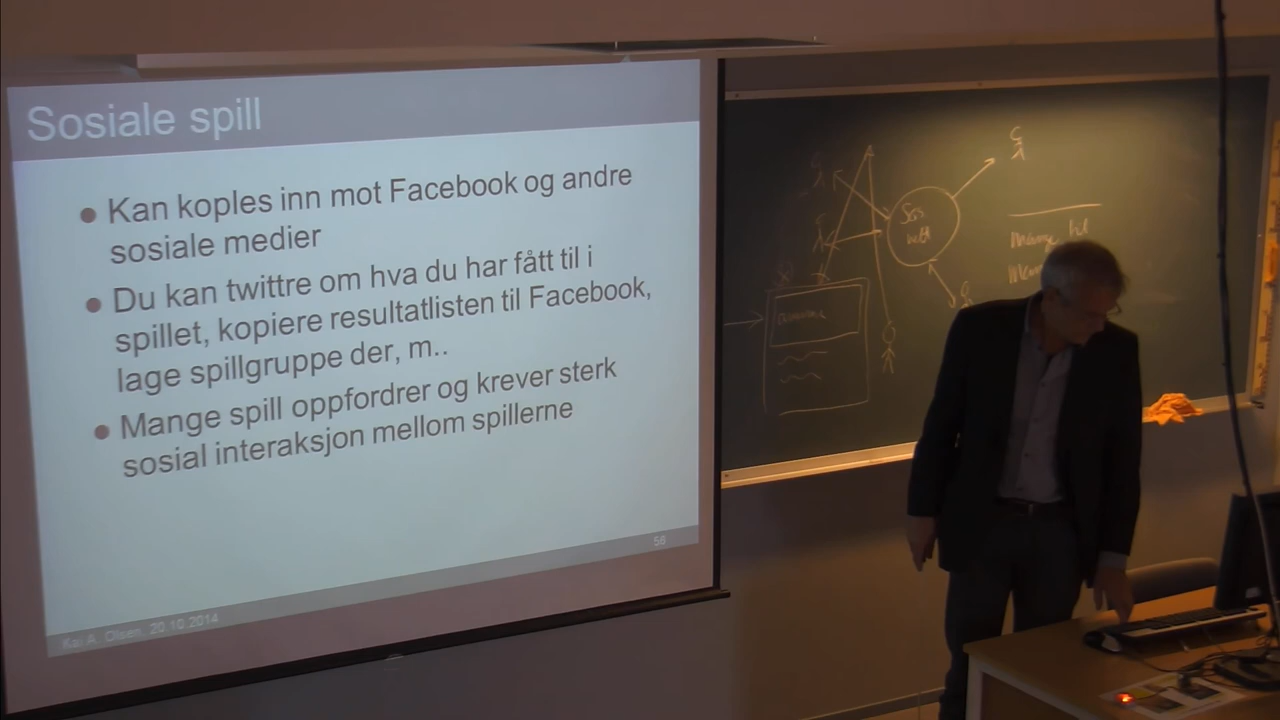 Sosiale spill
Kan koples inn mot Facebook og andre
sosiale medier
Du kan twittre om hva du har fått til i
spillet, kopiere resultatlisten til Facebook,
lage spillgruppe der, m..
Mange spill oppfordrer og krever sterk
sosial interaksjon mellom spillerne
56
Kai A. Olsen, 20.10.2014